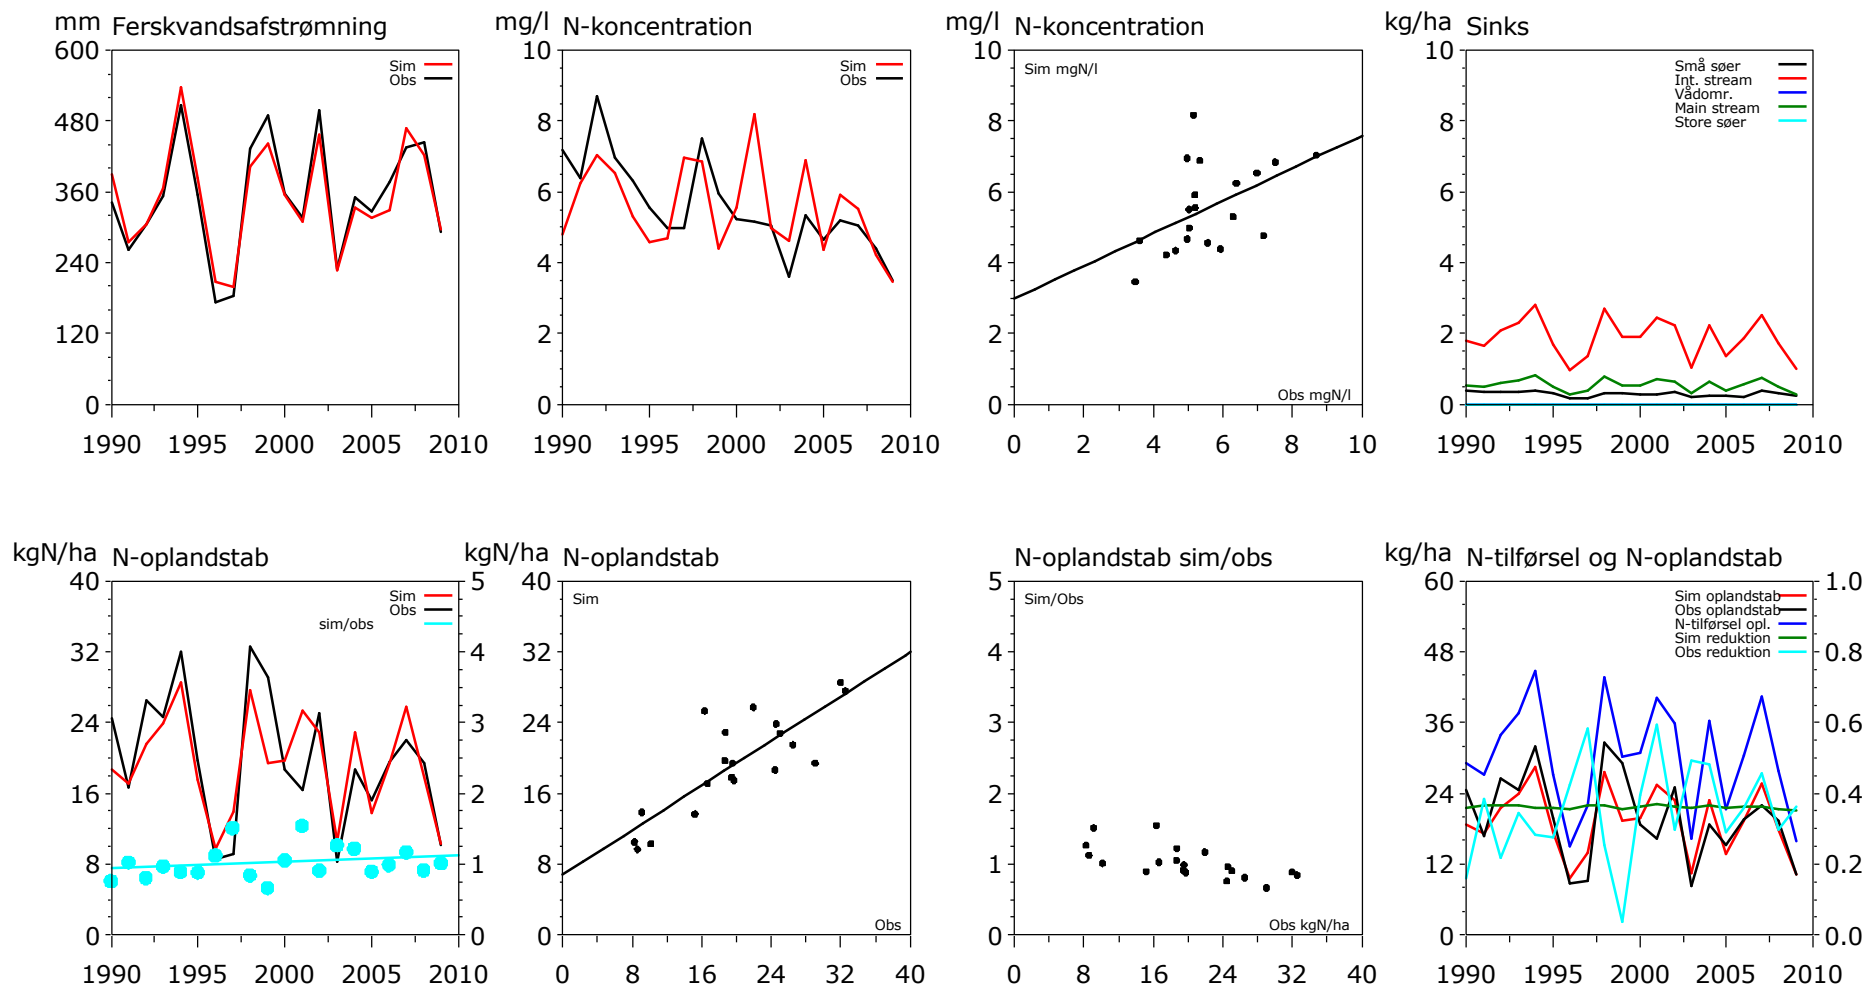 mm Ferskvandsafstrømning
600
480
360
240
120
0
1990 1995 2000 2005 2010
Sim
Obs
mg/l N-koncentration
10
8
6
4
2
0
1990 1995 2000 2005 2010
Sim
Obs
mg/l N-koncentration
10
8
6
4
2
0
0 2 4 6 8 10
Sim mgN/l
Obs mgN/l
kg/ha Sinks
10
8
6
4
2
0
1990 1995 2000 2005 2010
Små søer
Int. stream
Vådomr.
Main stream
Store søer
kgN/ha N-oplandstab
40
32
24
16
8
0
5
4
3
2
1
0
1990 1995 2000 2005 2010
Sim
Obs
sim/obs
kgN/ha N-oplandstab
40
32
24
16
8
0
0 8 16 24 32 40
Sim
Obs
N-oplandstab sim/obs
5
4
3
2
1
0
0 8 16 24 32 40
Sim/Obs
Obs kgN/ha
kg/ha N-tilførsel og N-oplandstab
60
48
36
24
12
0
1.0
0.8
0.6
0.4
0.2
0.0
1990 1995 2000 2005 2010
Sim oplandstab
Obs oplandstab
N-tilførsel opl.
Sim reduktion
Obs reduktion